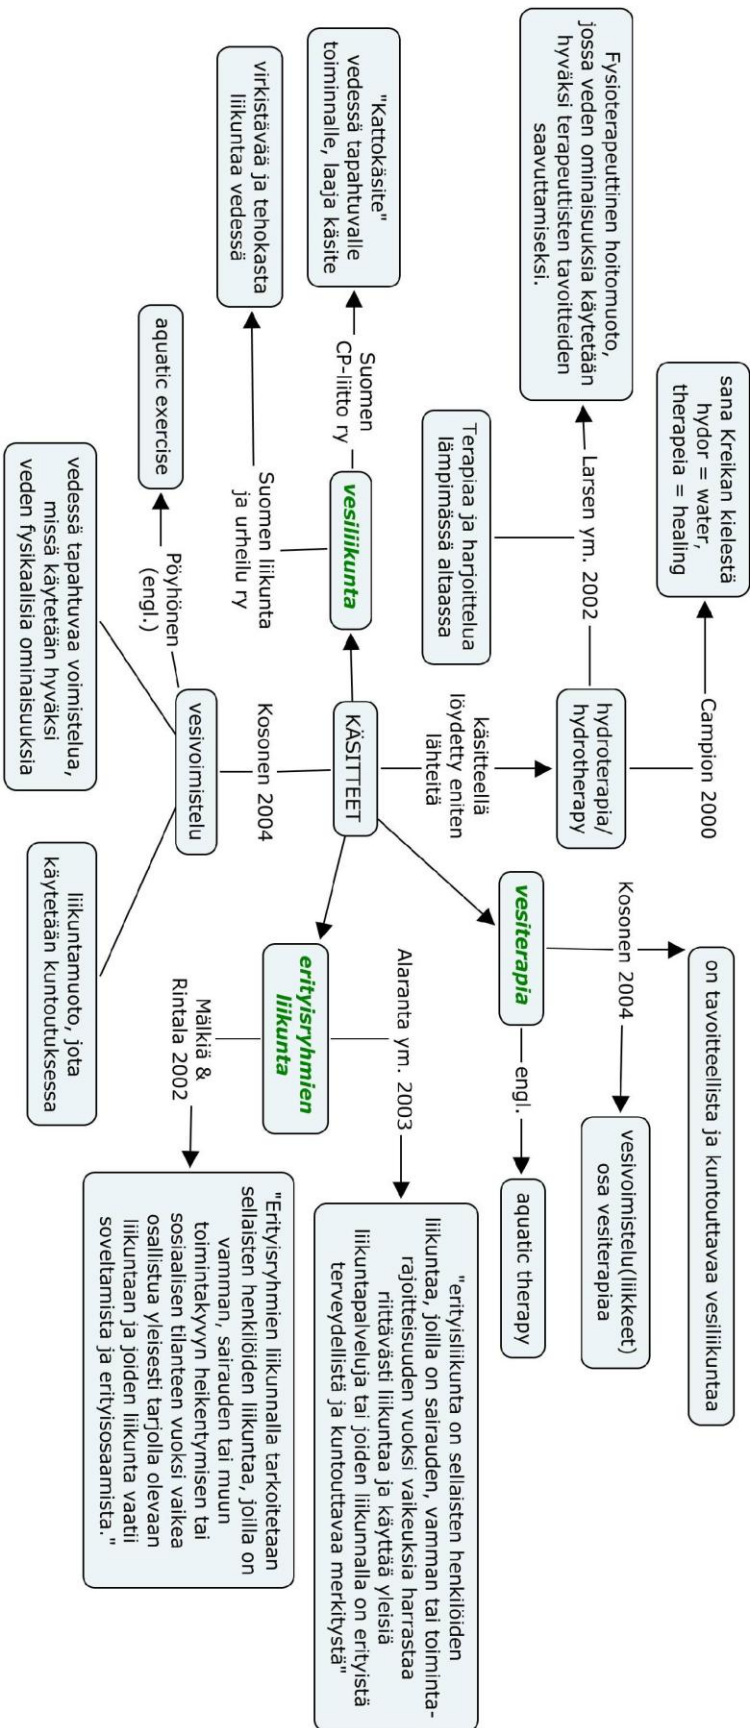 sana Kreikan kielestä
hydor = water,
therapeia = healing
Campion 2000
on tavoitteellista ja kuntouttavaa vesiliikuntaa
Fysioterapeuttinen hoitomuoto,
jossa veden ominaisuuksia käytetään
hyväksi terapeuttisten tavoitteiden
saavuttamiseksi.
Larsen ym. 2002
hydroterapia/
hydrotherapy
Kosonen 2004
vesivoimistelu(liikkeet)
osa vesiterapiaa
Terapiaa ja harjoittelua
lämpimässä altaassa
käsitteellä
löydetty eniten
lähteitä
vesiterapia
engl.
aquatic therapy
"Kattokäsite"
vedessä tapahtuvalle
toiminnalle, laaja käsite
Suomen
CP-liitto ry
vesiliikunta
KÄSITTEET
Alaranta ym. 2003
"erityisliikunta on sellaisten henkilöiden
liikuntaa, joilla on sairauden, vamman tai toiminta-
rajoitteisuuden vuoksi vaikeuksia harrastaa
riittävästi liikuntaa ja käyttää yleisiä
liikuntapalveluja tai joiden liikunnalla on erityistä
terveydellistä ja kuntouttavaa merkitystä"
virkistävää ja tehokasta
liikuntaa vedessä
Suomen liikunta
ja urheilu ry
Kosonen 2004
erityisryhmien
liikunta
aquatic exercise
Pöyhönen
(engl.)
vesivoimistelu
Mälkiä &
Rintala 2002
"Erityisryhmien liikunnalla tarkoitetaan
sellaisten henkilöiden liikuntaa, joilla on
vamman, sairauden tai muun
toimintakyvyn heikentymisen tai
sosiaalisen tilanteen vuoksi vaikea
osallistua yleisesti tarjolla olevaan
liikuntaan ja joiden liikunta vaatii
soveltamista ja erityisosaamista."
vedessä tapahtuvaa voimistelua,
missä käytetään hyväksi
veden fysikaalisia ominaisuuksia
liikuntamuoto, jota
käytetään kuntoutuksessa